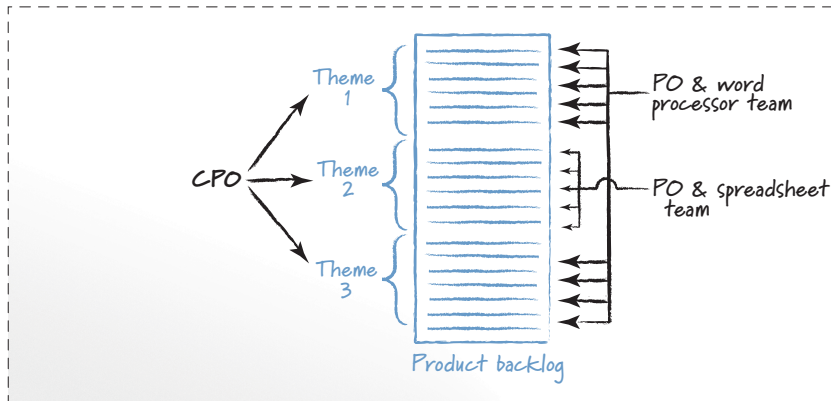 Theme
1
CPO
Theme
2
Theme
3
PO & word
processor team
PO & spreadsheet
team
Product backlog